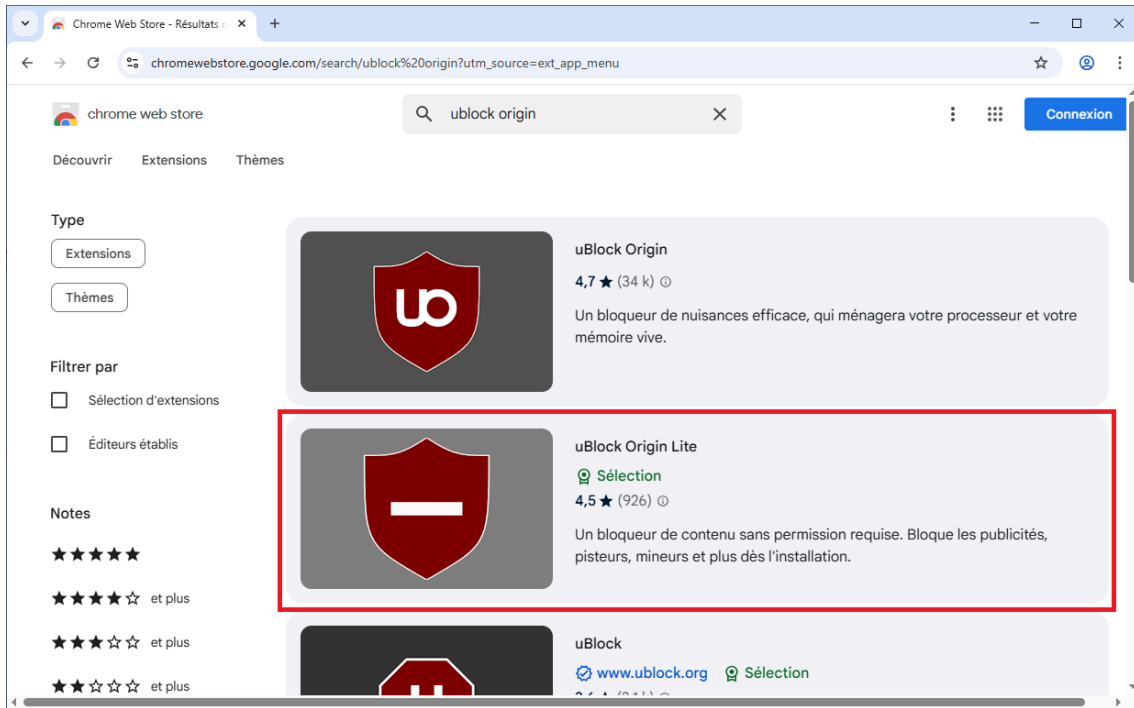 Chrome Web Store - Résultats
chromewebstore.google.com/search/ublock%20origin?utm_source=ext_app_menu
chrome web store
ublock origin
Connexion
Découvrir Extensions Thèmes
Type
Extensions
Thèmes
Filtrer par
Sélection d'extensions
Éditeurs établis
Notes
et plus
et plus
et plus
uo
uBlock Origin
4,7 ★ (34 k)
Un bloqueur de nuisances efficace, qui ménagera votre processeur et votre
mémoire vive.
uBlock Origin Lite
Sélection
4,5 ★ (926)
Un bloqueur de contenu sans permission requise. Bloque les publicités,
pisteurs, mineurs et plus dès l'installation.
uBlock
www.ublock.org Sélection